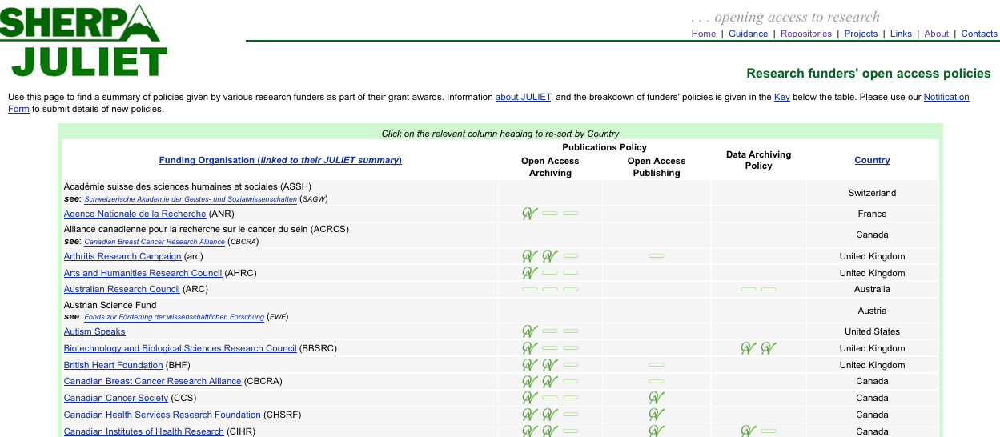 SHERPA
JULIET
. . . opening access to research
Home | Guidance | Repositories | Projects | Links | About | Contacts
Research funders' open access policies
Use this page to find a summary of policies given by various research funders as part of their grant awards. Information about JULIET, and the breakdown of funders' policies is given in the Key below the table. Please use our Notification
Form to submit details of new policies.
Click on the relevant column heading to re-sort by Country
Funding Organisation (linked to their JULIET summary)
Publications Policy
Open Access
Archiving
Open Access
Publishing
Data Archiving
Policy
Country
Académie suisse des sciences humaines et sociales (ASSH)
see: Schweizerische Akademie der Geistes- und Sozialwissenschaften (SAGW)
Switzerland
Agence Nationale de la Recherche (ANR) France
Alliance canadienne pour la recherche sur le cancer du sein (ACRCS)
see: Canadian Breast Cancer Research Alliance (CBCRA)
Canada
Arthritis Research Campaign (arc) United Kingdom
Arts and Humanities Research Council (AHRC) United Kingdom
Australian Research Council (ARC) Australia
Austrian Science Fund
see: Fonds zur Förderung der wissenschaftlichen Forschung (FWF)
Austria
Autism Speaks United States
Biotechnology and Biological Sciences Research Council (BBSRC) United Kingdom
British Heart Foundation (BHF) United Kingdom
Canadian Breast Cancer Research Alliance (CBCRA) Canada
Canadian Cancer Society (CCS) Canada
Canadian Health Services Research Foundation (CHSRF) Canada
Canadian Institutes of Health Research (CIHR) Canada